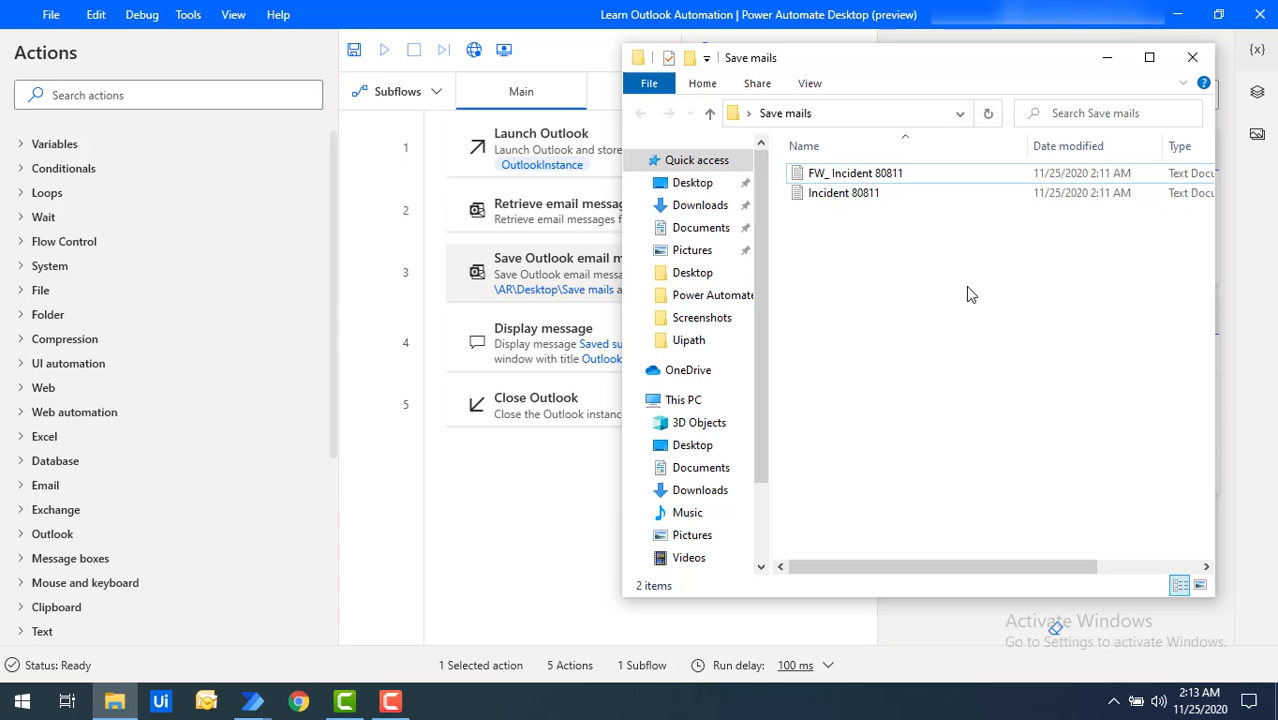 File Edit Debug Tools View Help Learn Outlook Automation | Power Automate Desktop (preview)
Actions
Search actions
Variables
Conditionals
Loops
Wait
Flow Control
System
File
Folder
Compression
UI automation
Web
Web automation
Excel
Database
Email
Exchange
Outlook
Message boxes
Mouse and keyboard
Clipboard
Text
Subflows Main
1 Launch Outlook
Launch Outlook and store
OutlookInstance
2 Retrieve email messag
Retrieve email messages f
3 Save Outlook email m
Save Outlook email messa
\AR\Desktop\Save mails a
4 Display message
Display message Saved su
window with title Outlook
5 Close Outlook
Close the Outlook instanc
{x}
Save mails
File Home Share View ?
Save mails Search Save mails
Name Date modified Type
FW_ Incident 80811 11/25/2020 2:11 AM Text Docu
Incident 80811 11/25/2020 2:11 AM Text Docu
Quick access
Desktop
Downloads
Documents
Pictures
Desktop
Power Automate
Screenshots
Uipath
OneDrive
This PC
3D Objects
Desktop
Documents
Downloads
Music
Pictures
Videos
2 items
Activate Windows
Go to Settings to activate Windows.
Status: Ready 1 Selected action 5 Actions 1 Subflow Run delay: 100 ms
Ui C C 2:13 AM
11/25/2020